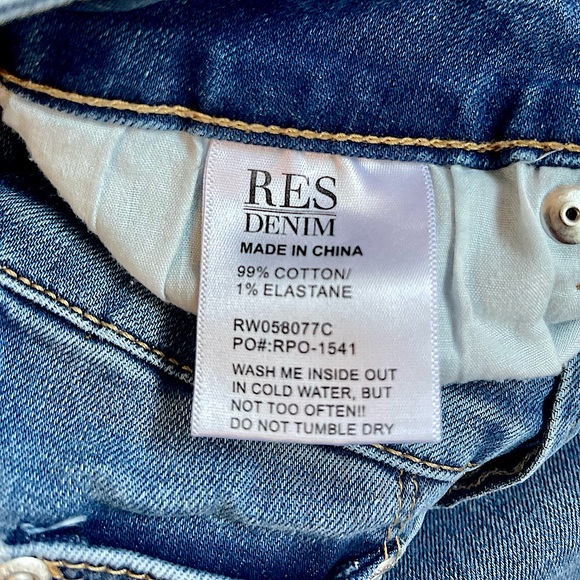 RES
DENIM
MADE IN CHINA
99% COTTON/
1% ELASTANE
RW058077C
PO#:RPO-1541
WASH ME INSIDE OUT
IN COLD WATER, BUT
NOT TOO OFTEN!!
DO NOT TUMBLE DRY